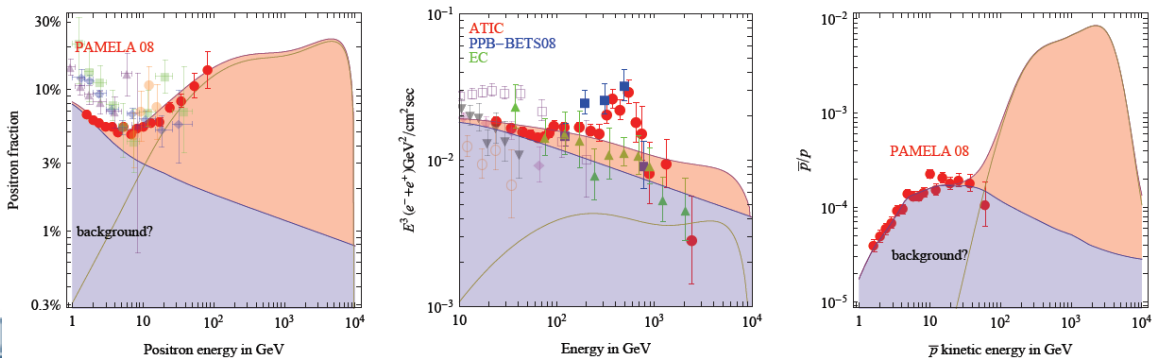 30%
10%
3%
1%
0.3%
Positron fraction
PAMELA 08
background?
1
10
10²
10³
10⁴
Positron energy in GeV
10⁻¹
10⁻²
10⁻³
E³(e⁻+e⁺)GeV²/cm² sec
ATIC
PPB-BETS08
EC
10
10²
10³
10⁴
Energy in GeV
p̅/p
10⁻²
10⁻³
10⁻⁴
10⁻⁵
p̅/p
PAMELA 08
background?
1
10
10²
10³
10⁴
p̅ kinetic energy in GeV